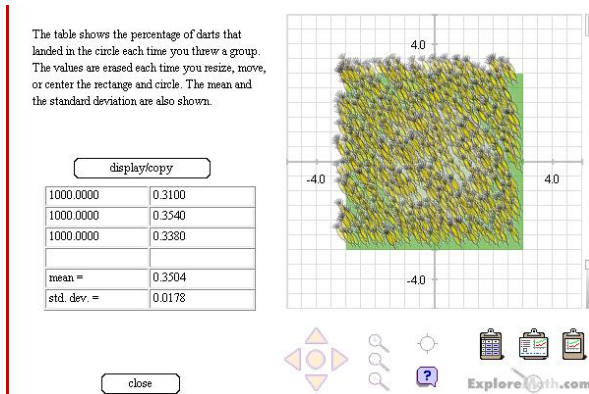 The table shows the percentage of darts that
landed in the circle each time you threw a group.
The values are erased each time you resize, move,
or center the rectange and circle. The mean and
the standard deviation are also shown.
display/copy
1000.0000 0.3100
1000.0000 0.3540
1000.0000 0.3380
mean = 0.3504
std. dev. = 0.0178
close
4.0
-4.0
4.0
-4.0
?
ExploreMath.com